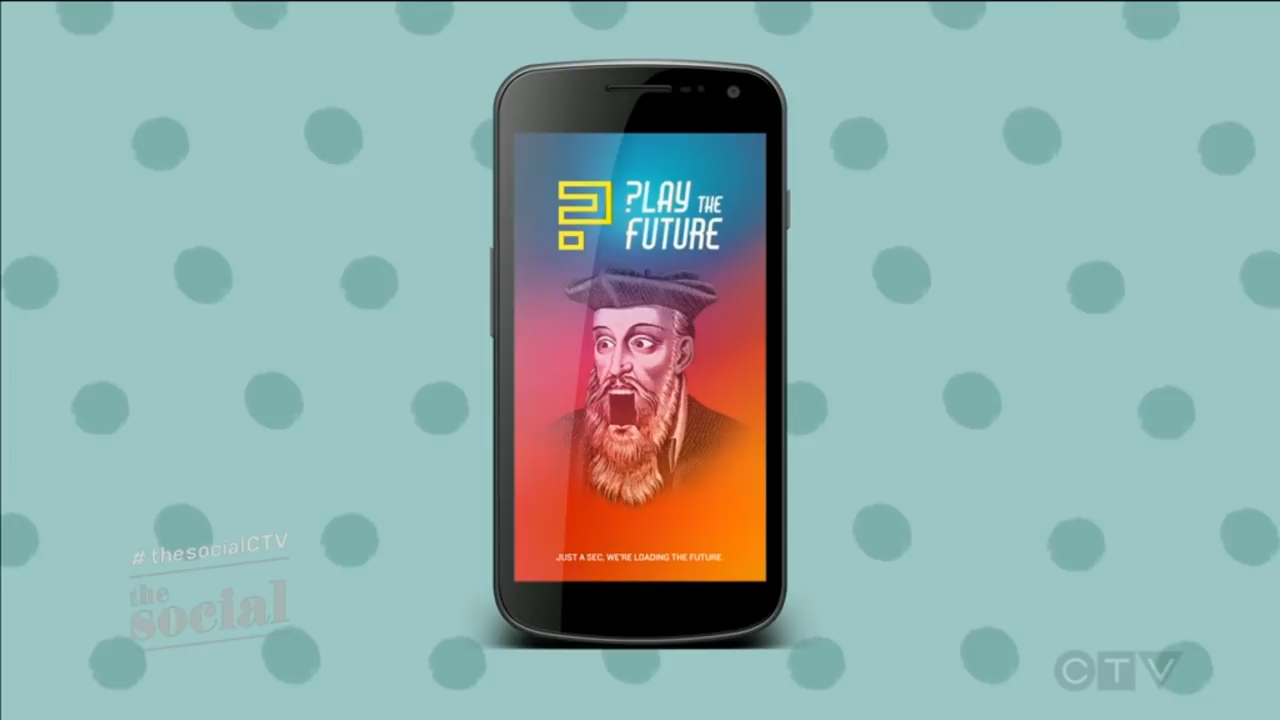 ?LAY THE
FUTURE
JUST A SEC, WE'RE LOADING THE FUTURE.
#thesocialCTV
the
social
CTV